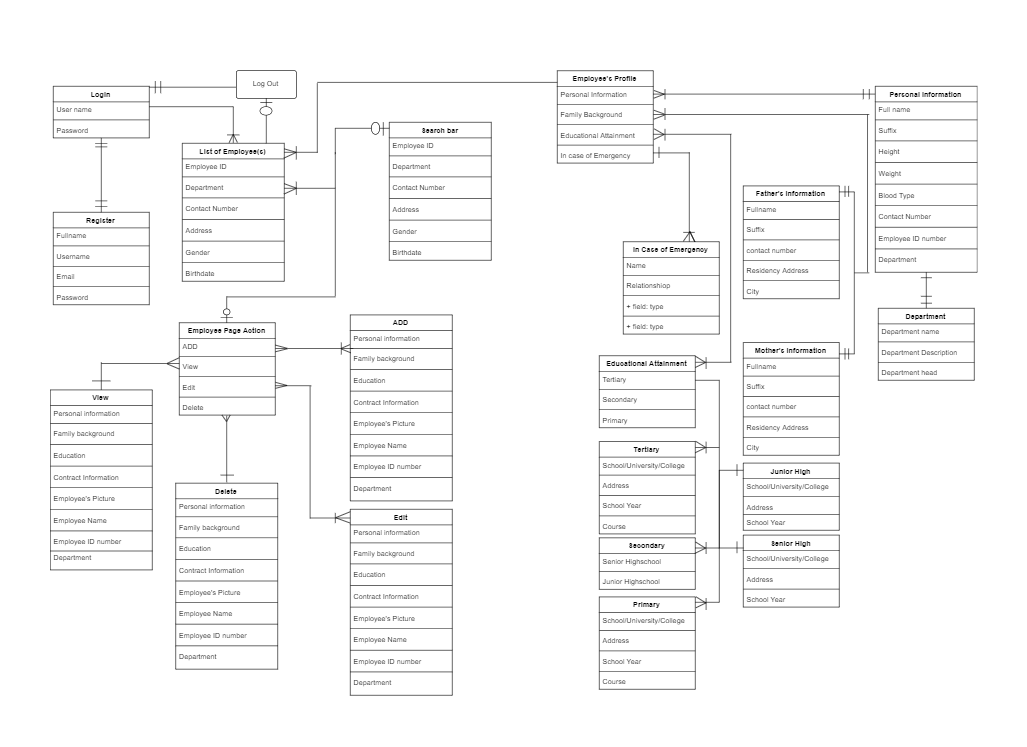 Login
User name
Password
Log Out
Register
Fullname
Username
Email
Password
List of Employee(s)
Employee ID
Department
Contact Number
Address
Gender
Birthdate
Search bar
Employee ID
Department
Contact Number
Address
Gender
Birthdate
Employee Page Action
ADD
View
Edit
Delete
View
Personal information
Family background
Education
Contract Information
Employee's Picture
Employee Name
Employee ID number
Department
Delete
Personal information
Family background
Education
Contract Information
Employee's Picture
Employee Name
Employee ID number
Department
ADD
Personal information
Family background
Education
Contract Information
Employee's Picture
Employee Name
Employee ID number
Department
Edit
Personal information
Family background
Education
Contract Information
Employee's Picture
Employee Name
Employee ID number
Department
Employee's Profile
Personal Information
Family Background
Educational Attainment
In case of Emergency
In Case of Emergency
Name
Relationshiop
+ field: type
+ field: type
Educational Attainment
Tertiary
Secondary
Primary
Tertiary
School/University/College
Address
School Year
Course
Secondary
Senior Highschool
Junior Highschool
Primary
School/University/College
Address
School Year
Course
Father's Information
Fullname
Suffix
contact number
Residency Address
City
Mother's Information
Fullname
Suffix
contact number
Residency Address
City
Junior High
School/University/College
Address
School Year
Senior High
School/University/College
Address
School Year
Personal Information
Full name
Suffix
Height
Weight
Blood Type
Contact Number
Employee ID number
Department
Department
Department name
Department Description
Department head